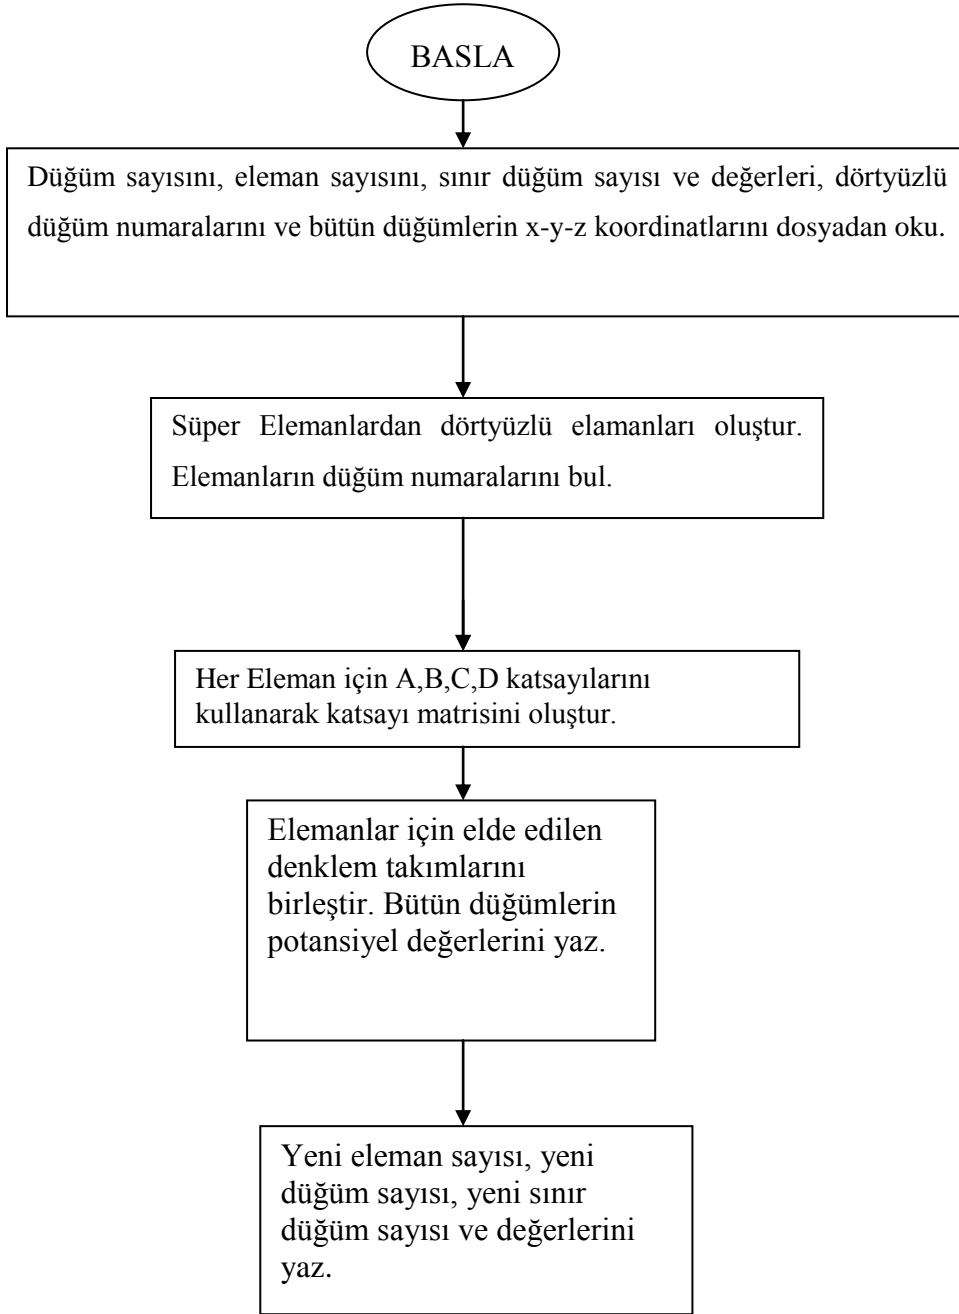 BASLA
Düğüm sayısını, eleman sayısını, sınır düğüm sayısı ve değerleri, dörtyüzlü
düğüm numaralarını ve bütün düğümlerin x-y-z koordinatlarını dosyadan oku.
Süper Elemanlardan dörtyüzlü elamanları oluştur.
Elemanların düğüm numaralarını bul.
Her Eleman için A,B,C,D katsayılarını
kullanarak katsayı matrisini oluştur.
Elemanlar için elde edilen
denklem takımlarını
birleştir. Bütün düğümlerin
potansiyel değerlerini yaz.
Yeni eleman sayısı, yeni
düğüm sayısı, yeni sınır
düğüm sayısı ve değerlerini
yaz.